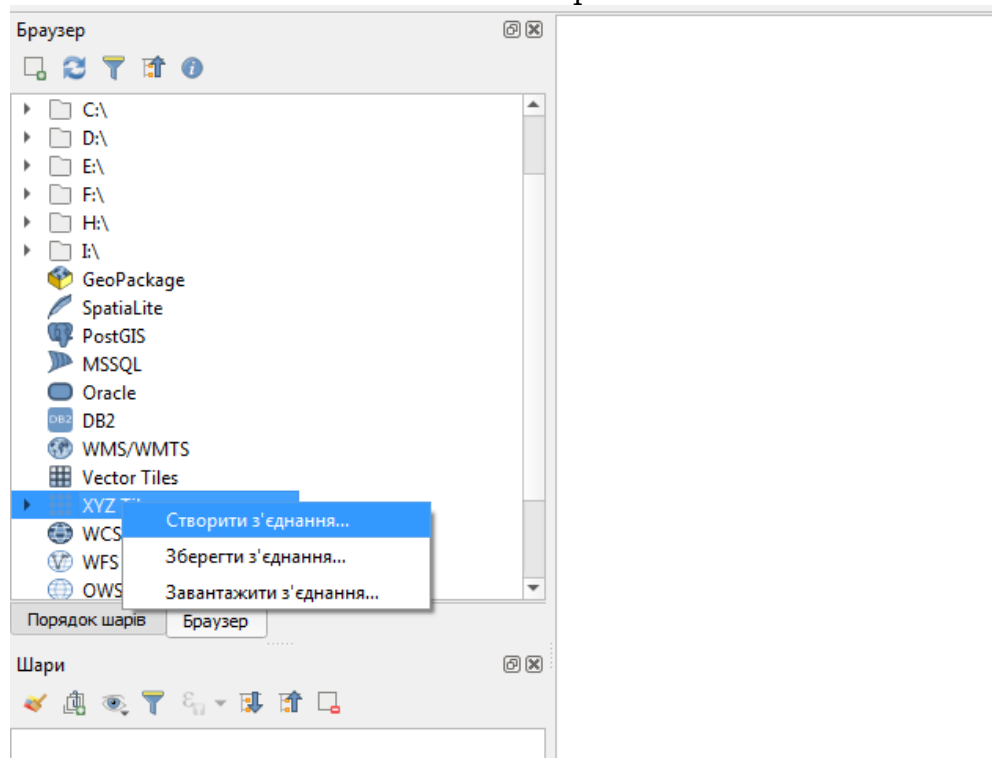 Браузер
C:\
D:\
E:\
F:\
H:\
I:\
GeoPackage
SpatiaLite
PostGIS
MSSQL
Oracle
DB2 DB2
WMS/WMTS
Vector Tiles
XYZ
Створити з'єднання...
WCS
Зберегти з'єднання...
WFS
OWS
Завантажити з'єднання...
Порядок шарів Браузер
Шари